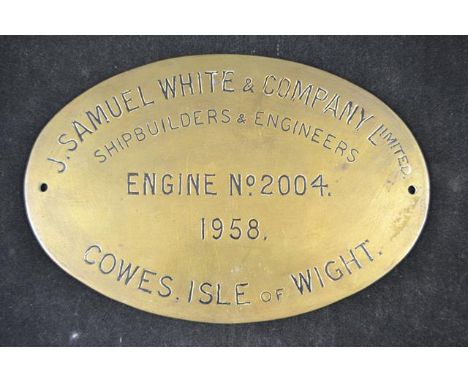 J. SAMUEL WHITE & COMPANY LIMITED.
SHIPBUILDERS & ENGINEERS
ENGINE No 2004.
1958.
COWES, ISLE OF WIGHT.